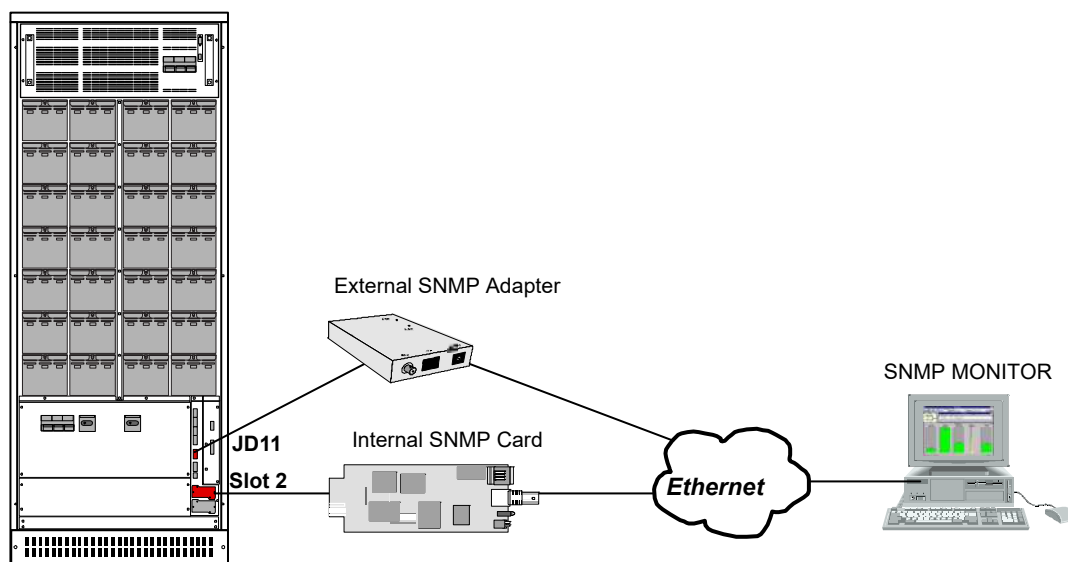 External SNMP Adapter
SNMP MONITOR
JD11
Internal SNMP Card
Slot 2
Ethernet